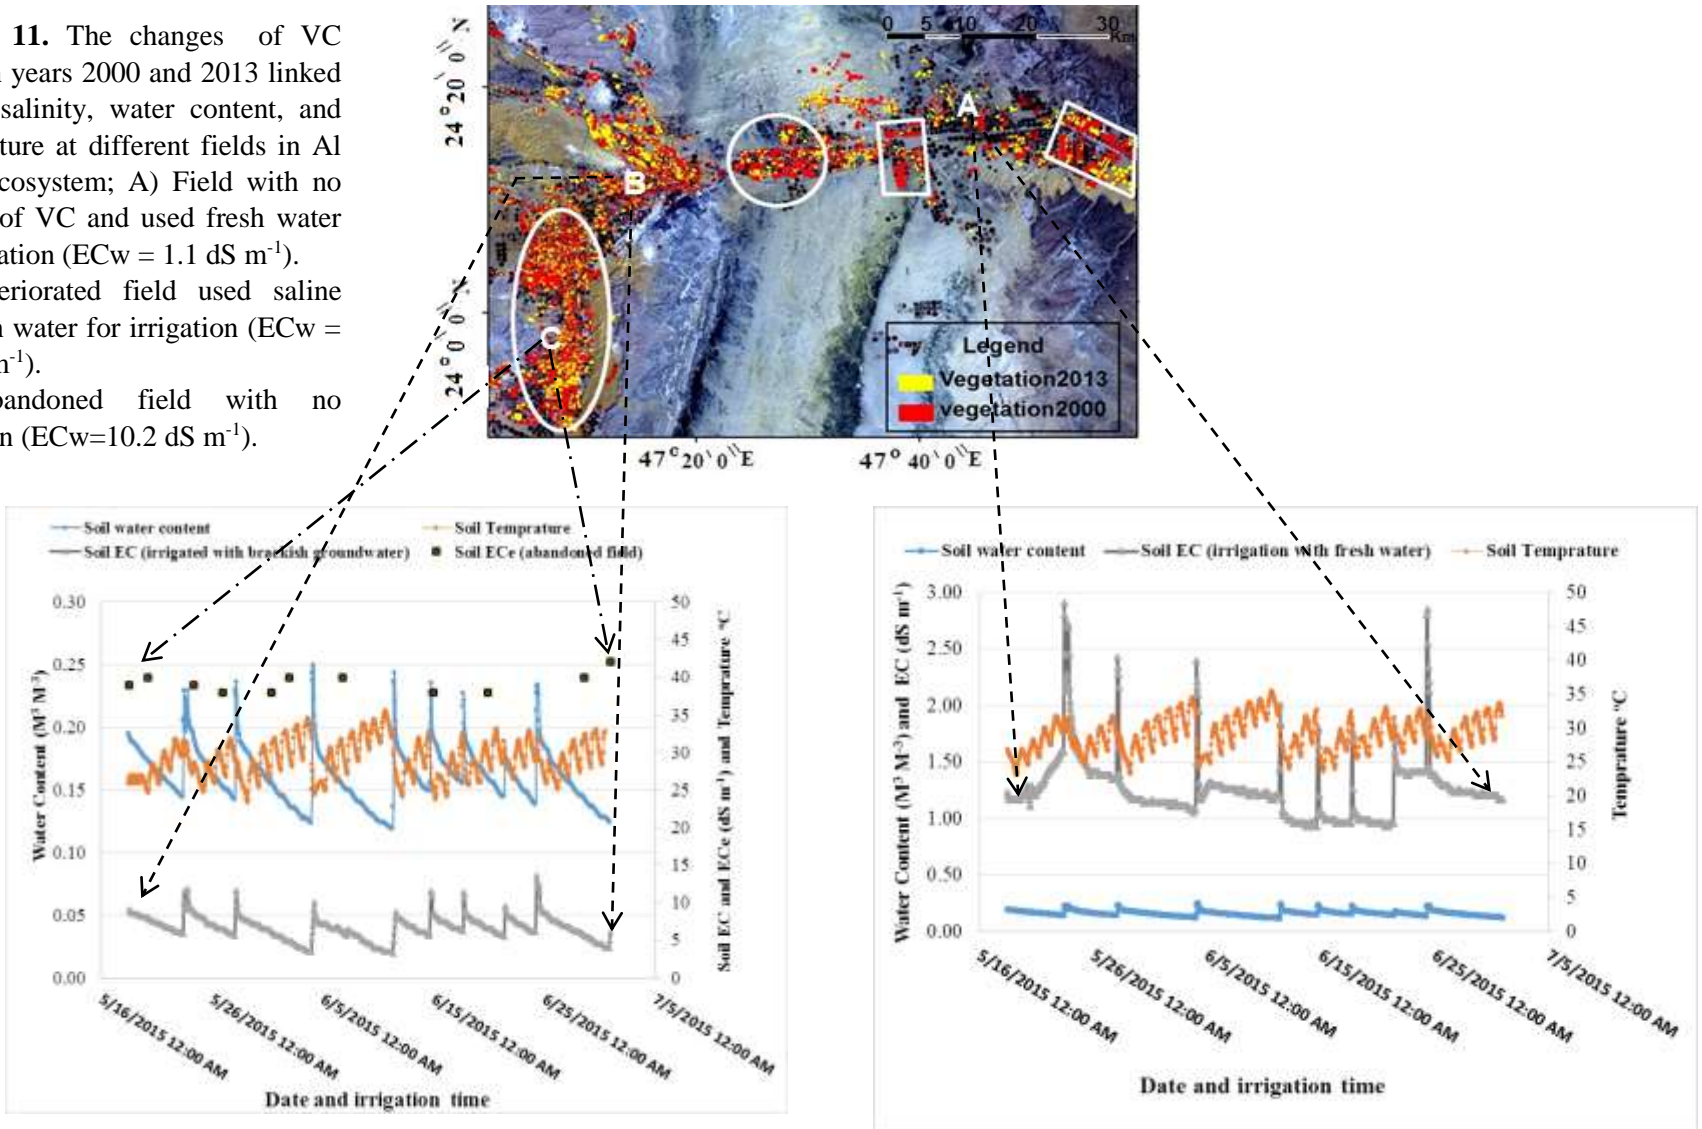 11. The changes of VC
years 2000 and 2013 linked
salinity, water content, and
at different fields in Al
A) Field with no
of VC and used fresh water
(ECw = 1.1 dS m-1).
field used saline
water for irrigation (ECw =
field with no
(ECw=10.2 dS m-1).
24° 20' 0'' N
24° 0' 0'' N
0 5 10 20 30
Km
A
B
C
Legend
Vegetation2013
vegetation2000
47° 20' 0'' E
47° 40' 0'' E
Soil water content
Soil Temprature
Soil EC (irrigated with brackish groundwater)
Soil ECe (abandoned field)
Water Content (M3 M-3)
0.30
0.25
0.20
0.15
0.10
0.05
0.00
50
45
40
35
30
25
20
15
10
5
0
Soil EC and ECe (dS m-1) and Temprature °C
5/16/2015 12:00 AM
5/26/2015 12:00 AM
6/5/2015 12:00 AM
6/15/2015 12:00 AM
6/25/2015 12:00 AM
7/5/2015 12:00 AM
Date and irrigation time
Soil water content
Soil EC (irrigation with fresh water)
Soil Temprature
Water Content (M3 M-3) and EC (dS m-1)
3.00
2.50
2.00
1.50
1.00
0.50
0.00
50
45
40
35
30
25
20
15
10
5
0
Temprature °C
5/16/2015 12:00 AM
5/26/2015 12:00 AM
6/5/2015 12:00 AM
6/15/2015 12:00 AM
6/25/2015 12:00 AM
7/5/2015 12:00 AM
Date and irrigation time